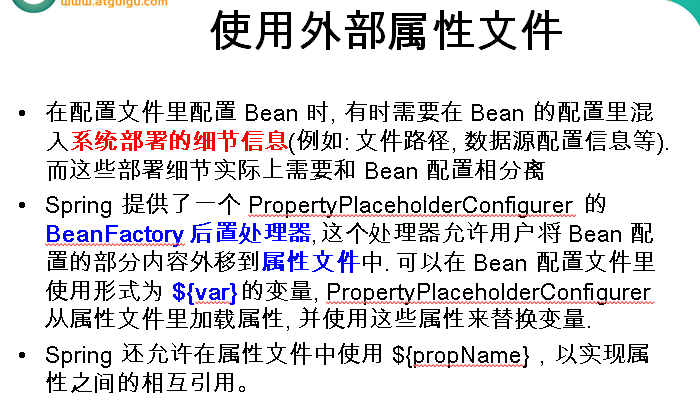 www.atguigu.com
使用外部属性文件
• 在配置文件里配置 Bean 时, 有时需要在 Bean 的配置里混
入系统部署的细节信息(例如: 文件路径, 数据源配置信息等).
而这些部署细节实际上需要和 Bean 配置相分离
• Spring 提供了一个 PropertyPlaceholderConfigurer 的
BeanFactory 后置处理器, 这个处理器允许用户将 Bean 配
置的部分内容外移到属性文件中. 可以在 Bean 配置文件里
使用形式为 ${var} 的变量, PropertyPlaceholderConfigurer
从属性文件里加载属性, 并使用这些属性来替换变量.
• Spring 还允许在属性文件中使用 ${propName}，以实现属
性之间的相互引用。